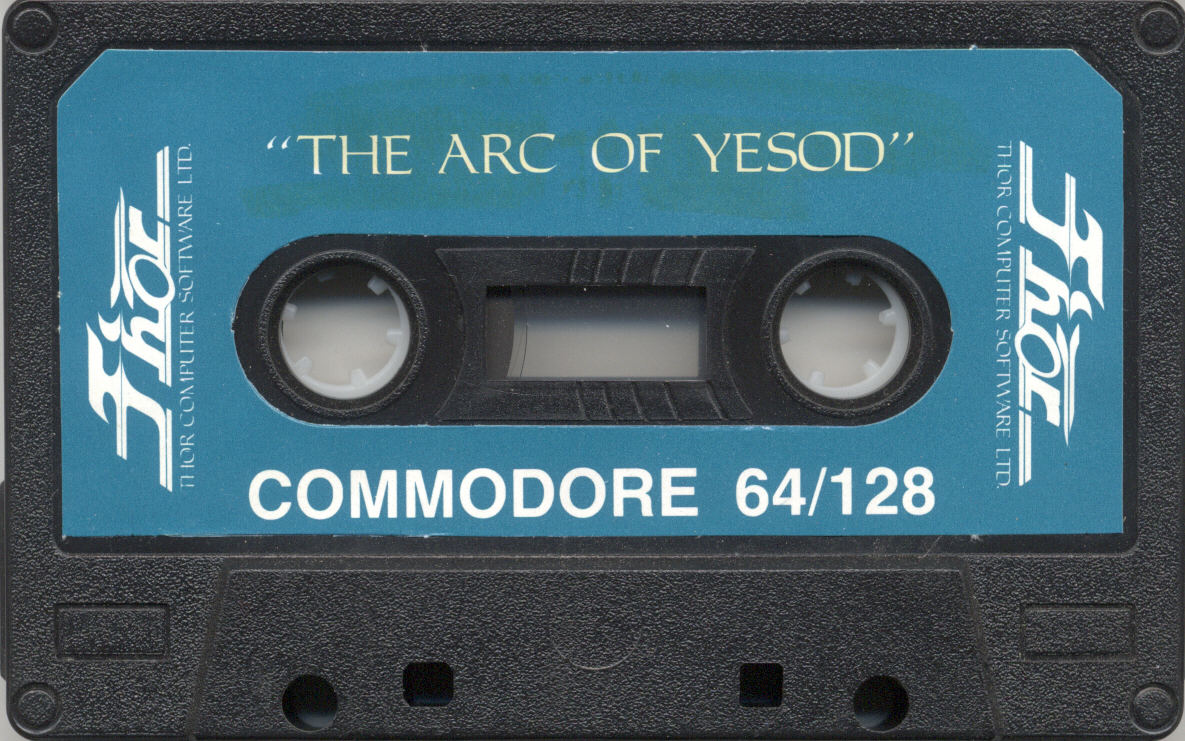 “THE ARC OF YESOD”
Thor
THOR COMPUTER SOFTWARE LTD.
Thor
THOR COMPUTER SOFTWARE LTD.
COMMODORE 64/128